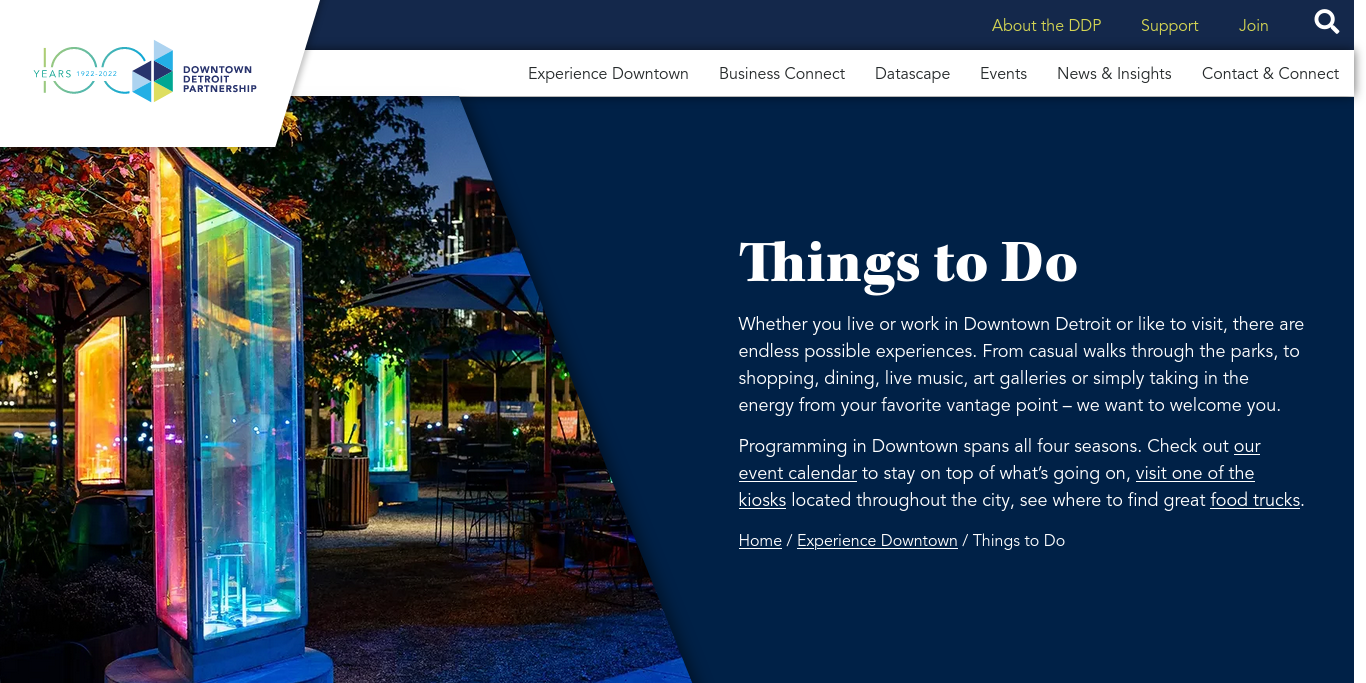 About the DDP Support Join
100
YEARS 1922-2022
DOWNTOWN
DETROIT
PARTNERSHIP
Experience Downtown Business Connect Datascape Events News & Insights Contact & Connect
Things to Do
Whether you live or work in Downtown Detroit or like to visit, there are
endless possible experiences. From casual walks through the parks, to
shopping, dining, live music, art galleries or simply taking in the
energy from your favorite vantage point – we want to welcome you.
Programming in Downtown spans all four seasons. Check out our
event calendar to stay on top of what's going on, visit one of the
kiosks located throughout the city, see where to find great food trucks.
Home / Experience Downtown / Things to Do